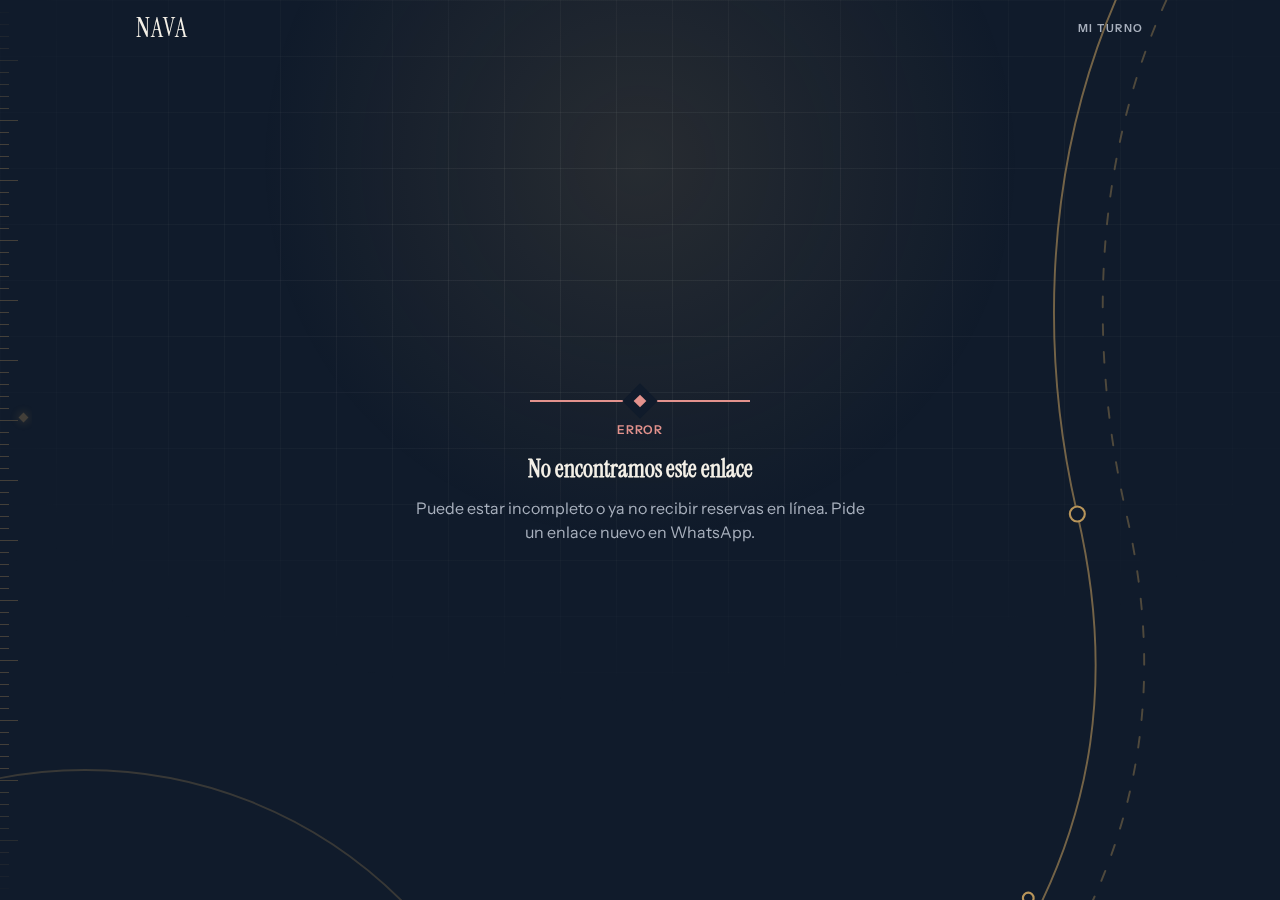 NAVA
MI TURNO
ERROR
No encontramos este enlace
Puede estar incompleto o ya no recibir reservas en línea. Pide
un enlace nuevo en WhatsApp.